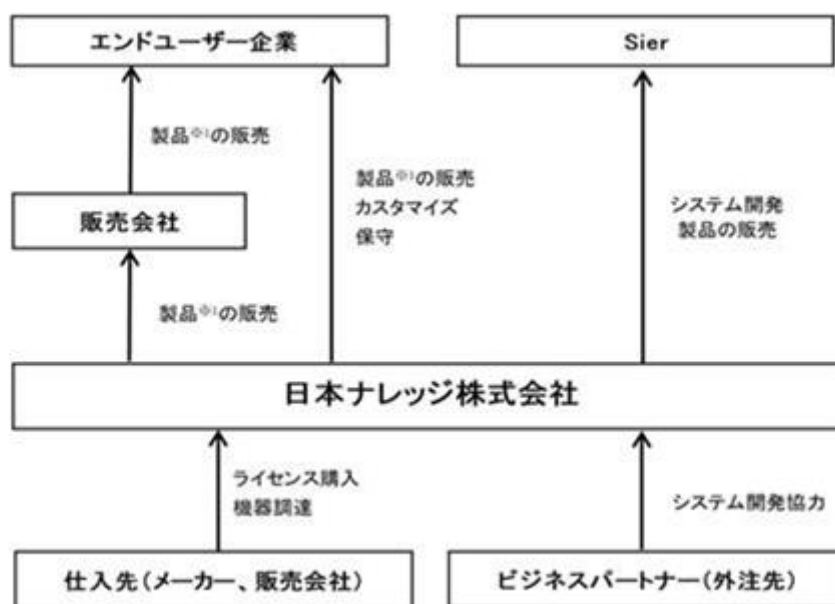 エンドユーザー企業
Sier
製品※1の販売
製品※1の販売
カスタマイズ
保守
システム開発
製品の販売
販売会社
製品※1の販売
日本ナレッジ株式会社
ライセンス購入
機器調達
システム開発協力
仕入先(メーカー、販売会社)
ビジネスパートナー(外注先)